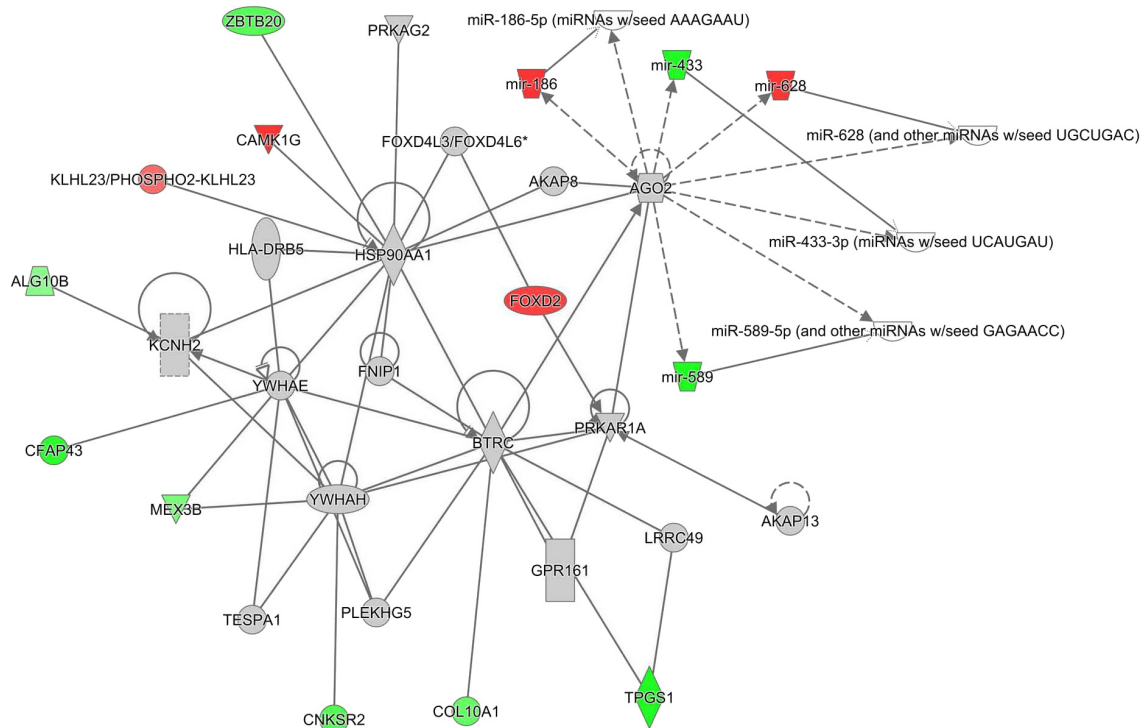 ZBTB20
PRKAG2
miR-186-5p (miRNAs w/seed AAAGAAU)
mir-433
mir-186
mir-628
CAMK1G
FOXD4L3/FOXD4L6*
miR-628 (and other miRNAs w/seed UGCUGAC)
KLHL23/PHOSPHO2-KLHL23
AKAP8
AGO2
HLA-DRB5
HSP90AA1
miR-433-3p (miRNAs w/seed UCAUGAU)
ALG10B
FOXD2
miR-589-5p (and other miRNAs w/seed GAGAACC)
KCNH2
FNIP1
mir-589
YWHAE
PRKAR1A
BTRC
CFAP43
YWHAH
MEX3B
AKAP13
LRRC49
GPR161
TESPA1
PLEKHG5
TPGS1
COL10A1
CNKSR2